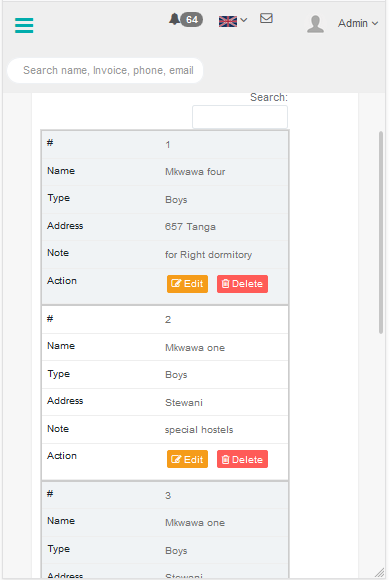 64
Admin
Search name, Invoice, phone, email
Search:
# 1
Name Mkwawa four
Type Boys
Address 657 Tanga
Note for Right dormitory
Action Edit Delete
# 2
Name Mkwawa one
Type Boys
Address Stewani
Note special hostels
Action Edit Delete
# 3
Name Mkwawa one
Type Boys
Address Stewani